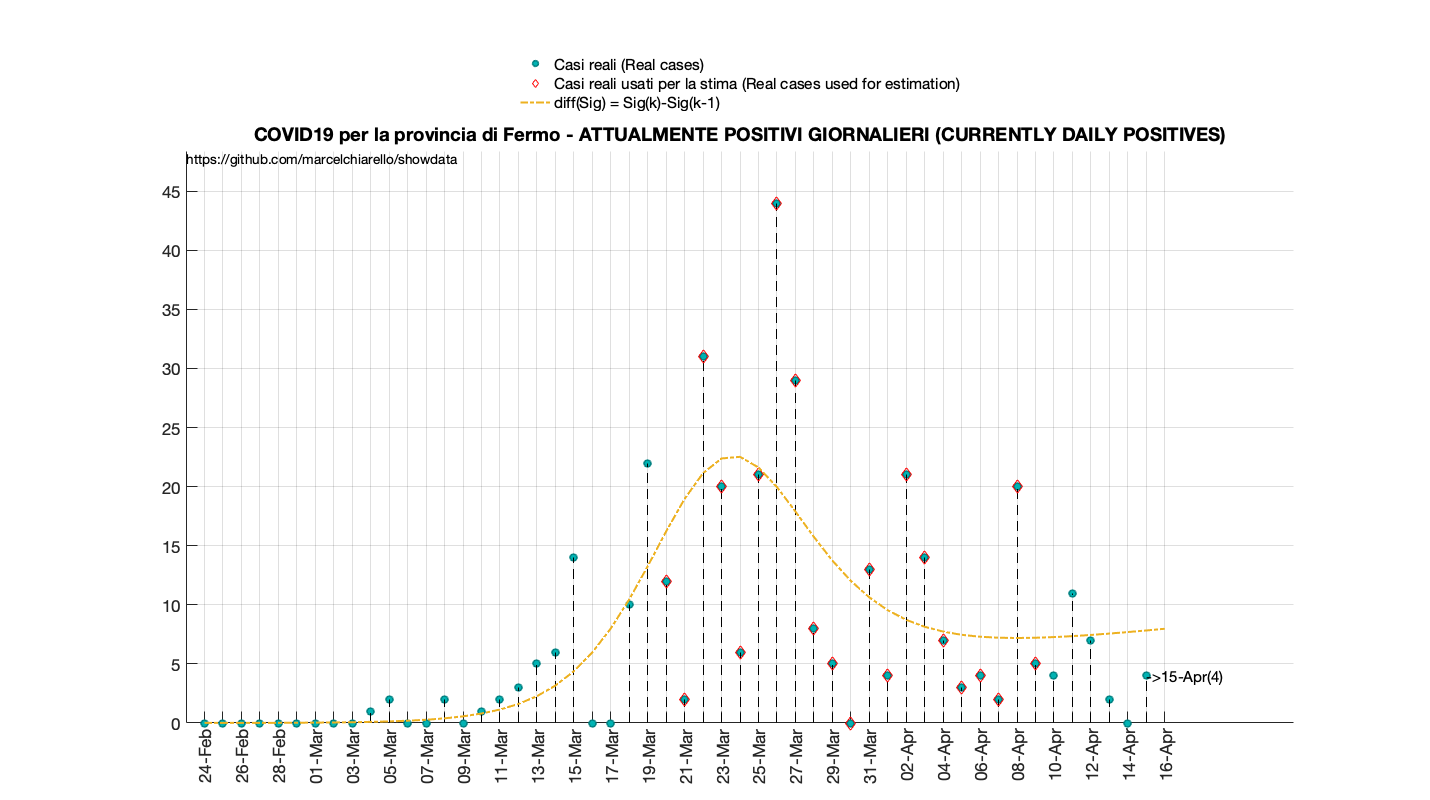 Casi reali (Real cases)
Casi reali usati per la stima (Real cases used for estimation)
diff(Sig) = Sig(k)-Sig(k-1)
COVID19 per la provincia di Fermo - ATTUALMENTE POSITIVI GIORNALIERI (CURRENTLY DAILY POSITIVES)
https://github.com/marcelchiarello/showdata
45
40
35
30
25
20
15
10
5
0
->15-Apr(4)
24-Feb
26-Feb
28-Feb
01-Mar
03-Mar
05-Mar
07-Mar
09-Mar
11-Mar
13-Mar
15-Mar
17-Mar
19-Mar
21-Mar
23-Mar
25-Mar
27-Mar
29-Mar
31-Mar
02-Apr
04-Apr
06-Apr
08-Apr
10-Apr
12-Apr
14-Apr
16-Apr